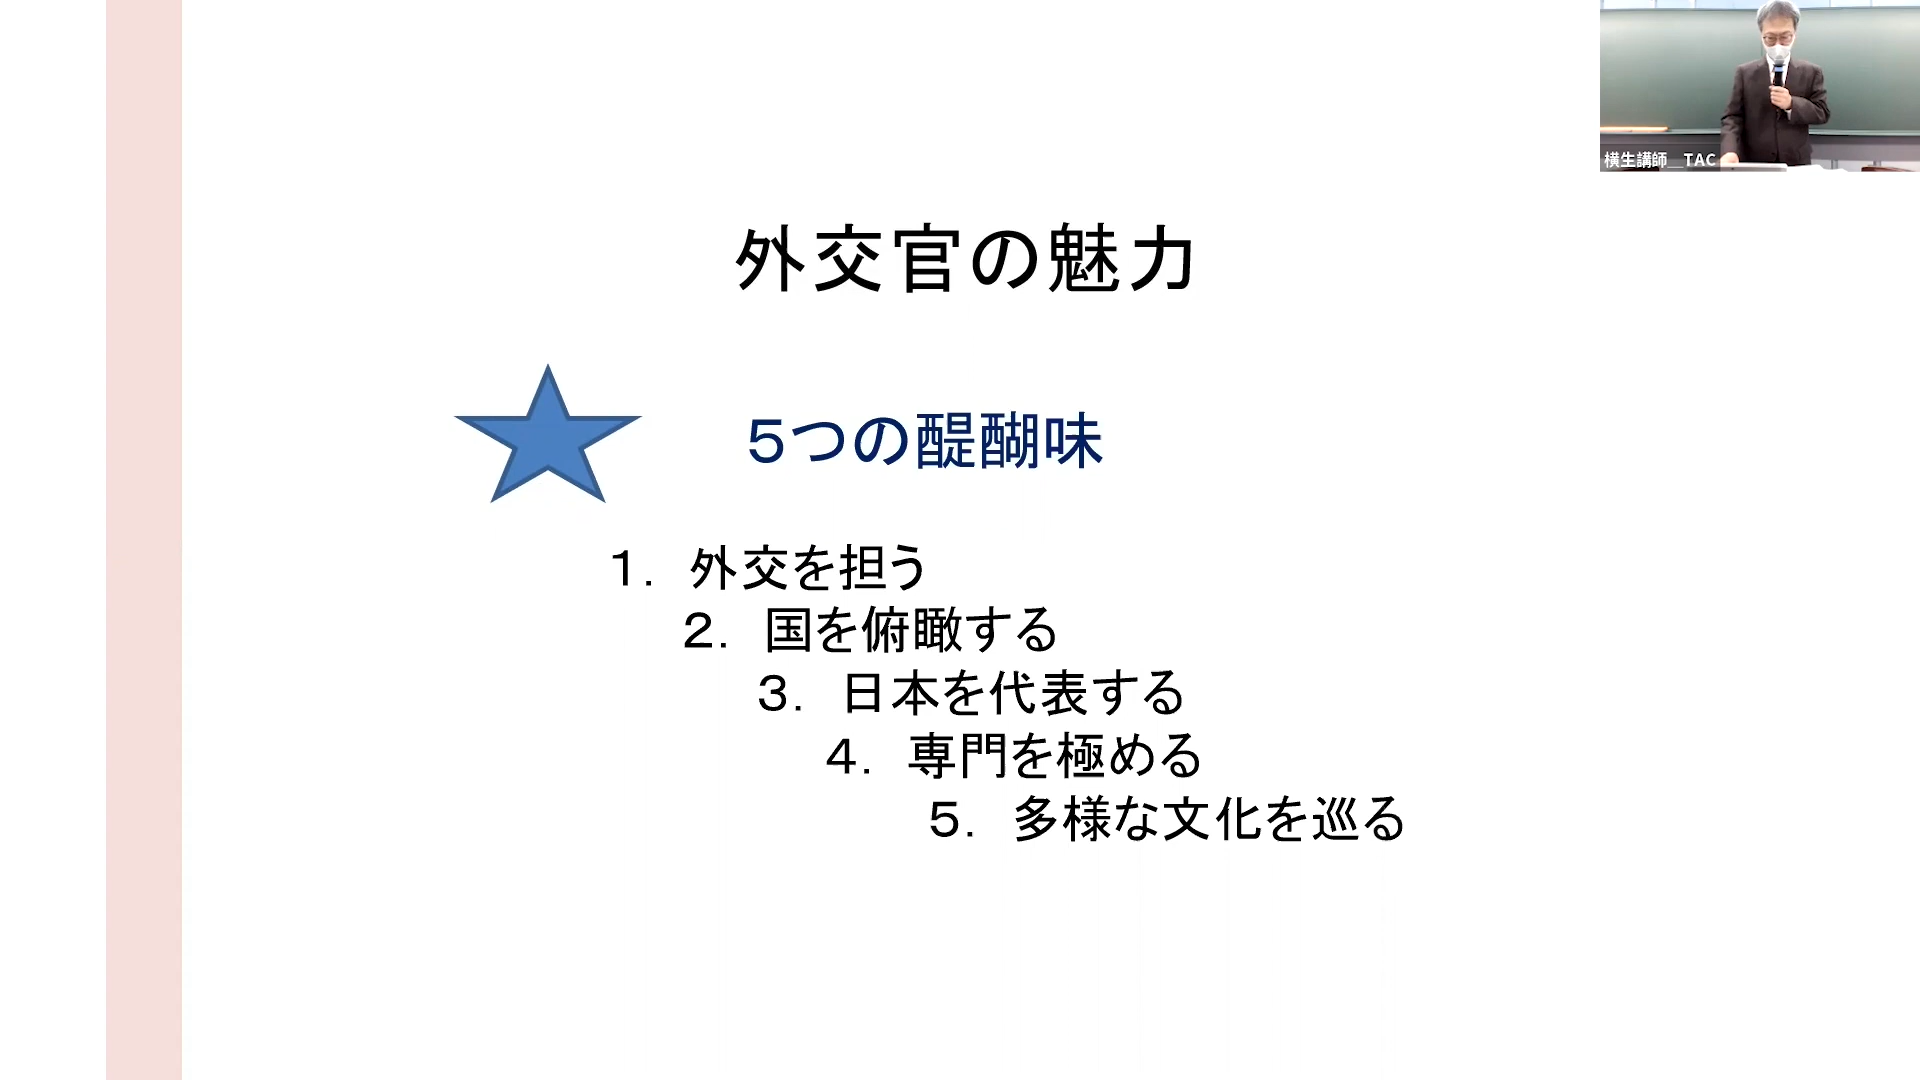 外交官の魅力
５つの醍醐味
１． 外交を担う
２． 国を俯瞰する
３． 日本を代表する
４． 専門を極める
５． 多様な文化を巡る
横生講師＿TAC